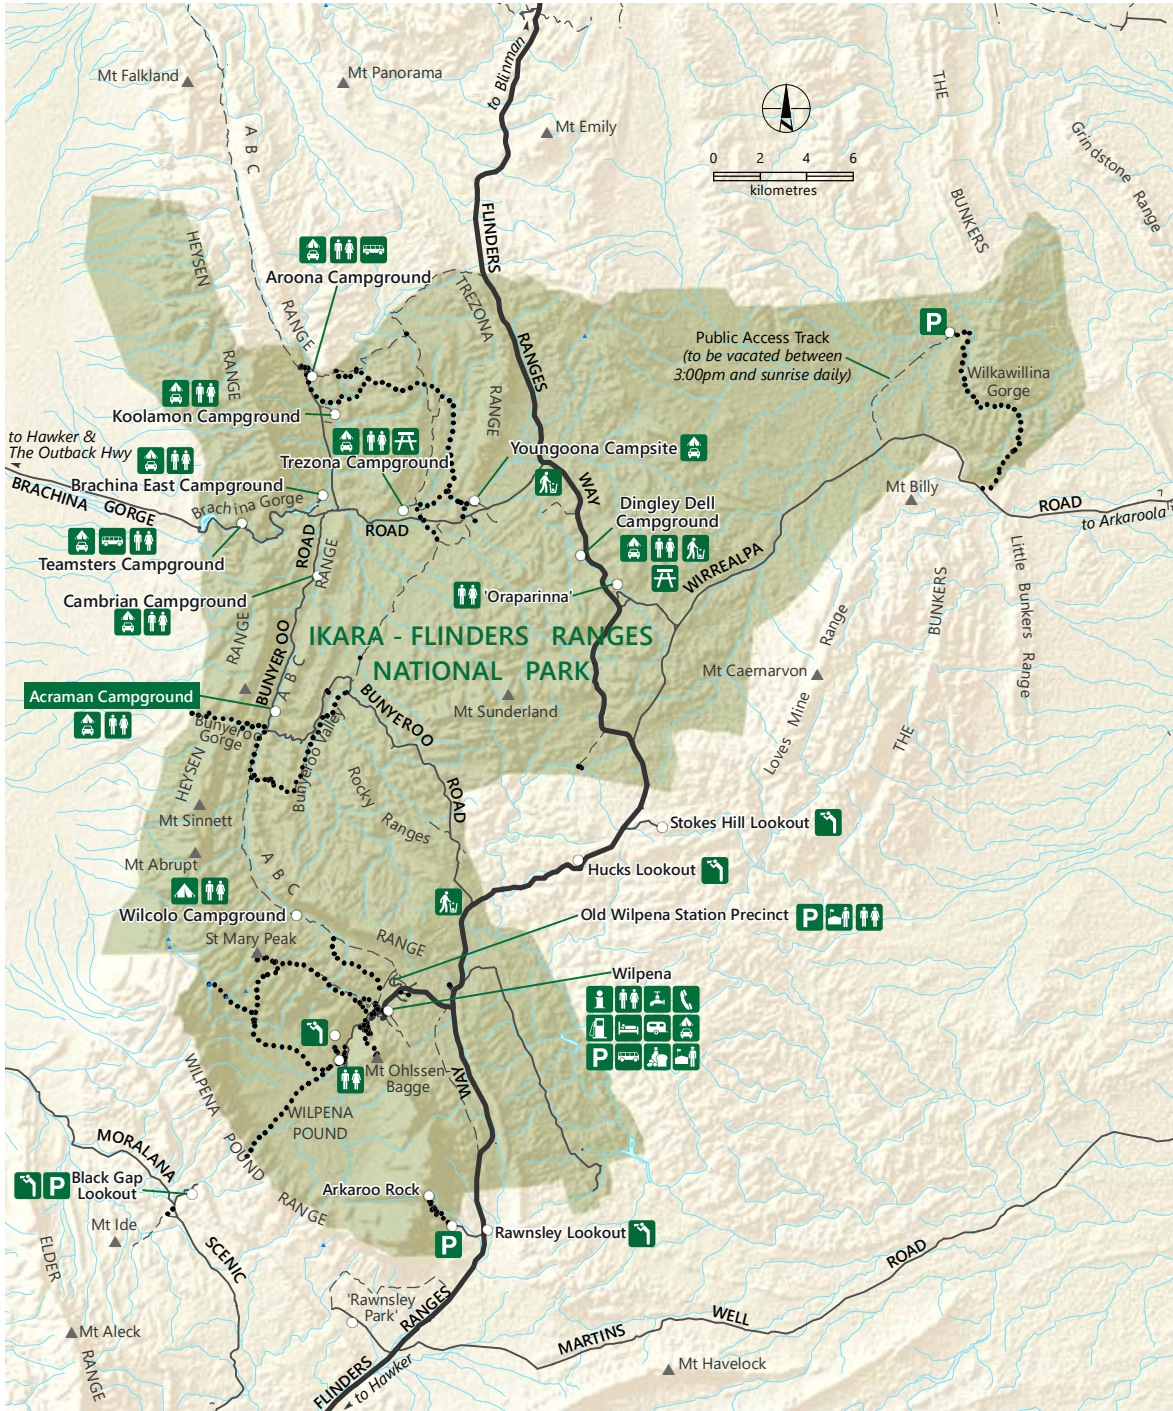 to Blinman
Mt Falkland
Mt Panorama
Mt Emily
THE
0 2 4 6
kilometres
Grindstone Range
A B C
BUNKERS
FLINDERS
HEYSEN
Aroona Campground
TREZONA
RANGE
RANGES
P
Public Access Track
(to be vacated between
3:00pm and sunrise daily)
RANGE
Wilkawillina
Gorge
Koolamon Campground
RANGE
to Hawker &
The Outback Hwy
Youngoona Campsite
Trezona Campground
Brachina East Campground
BRACHINA GORGE
Brachina Gorge
WAY
Mt Billy
Dingley Dell
Campground
ROAD
to Arkaroola
ROAD
ROAD
Teamsters Campground
RANGE
WIRREALPA
Little Bunkers Range
Cambrian Campground
'Oraparinna'
BUNKERS
RANGE
IKARA - FLINDERS RANGES
NATIONAL PARK
BUNYEROO
A B C
Mt Caernarvon
Loves Mine Range
Acraman Campground
BUNYEROO
Mt Sunderland
Bunyeroo
Gorge
Bunyeroo Valley
THE
HEYSEN
Rocky Ranges
ROAD
Mt Sinnett
Stokes Hill Lookout
Mt Abrupt
A B C
Hucks Lookout
Wilcolo Campground
Old Wilpena Station Precinct
P
St Mary Peak
RANGE
Wilpena
i
P
Mt Ohlssen-
Bagge
WAY
WILPENA
WILPENA
POUND
POUND
MORALANA
P
Black Gap
Lookout
Arkaroo Rock
RANGE
Mt Ide
P
Rawnsley Lookout
ELDER
SCENIC
ROAD
'Rawnsley
Park'
RANGES
WELL
MARTINS
Mt Aleck
RANGE
Mt Havelock
FLINDERS
to Hawker